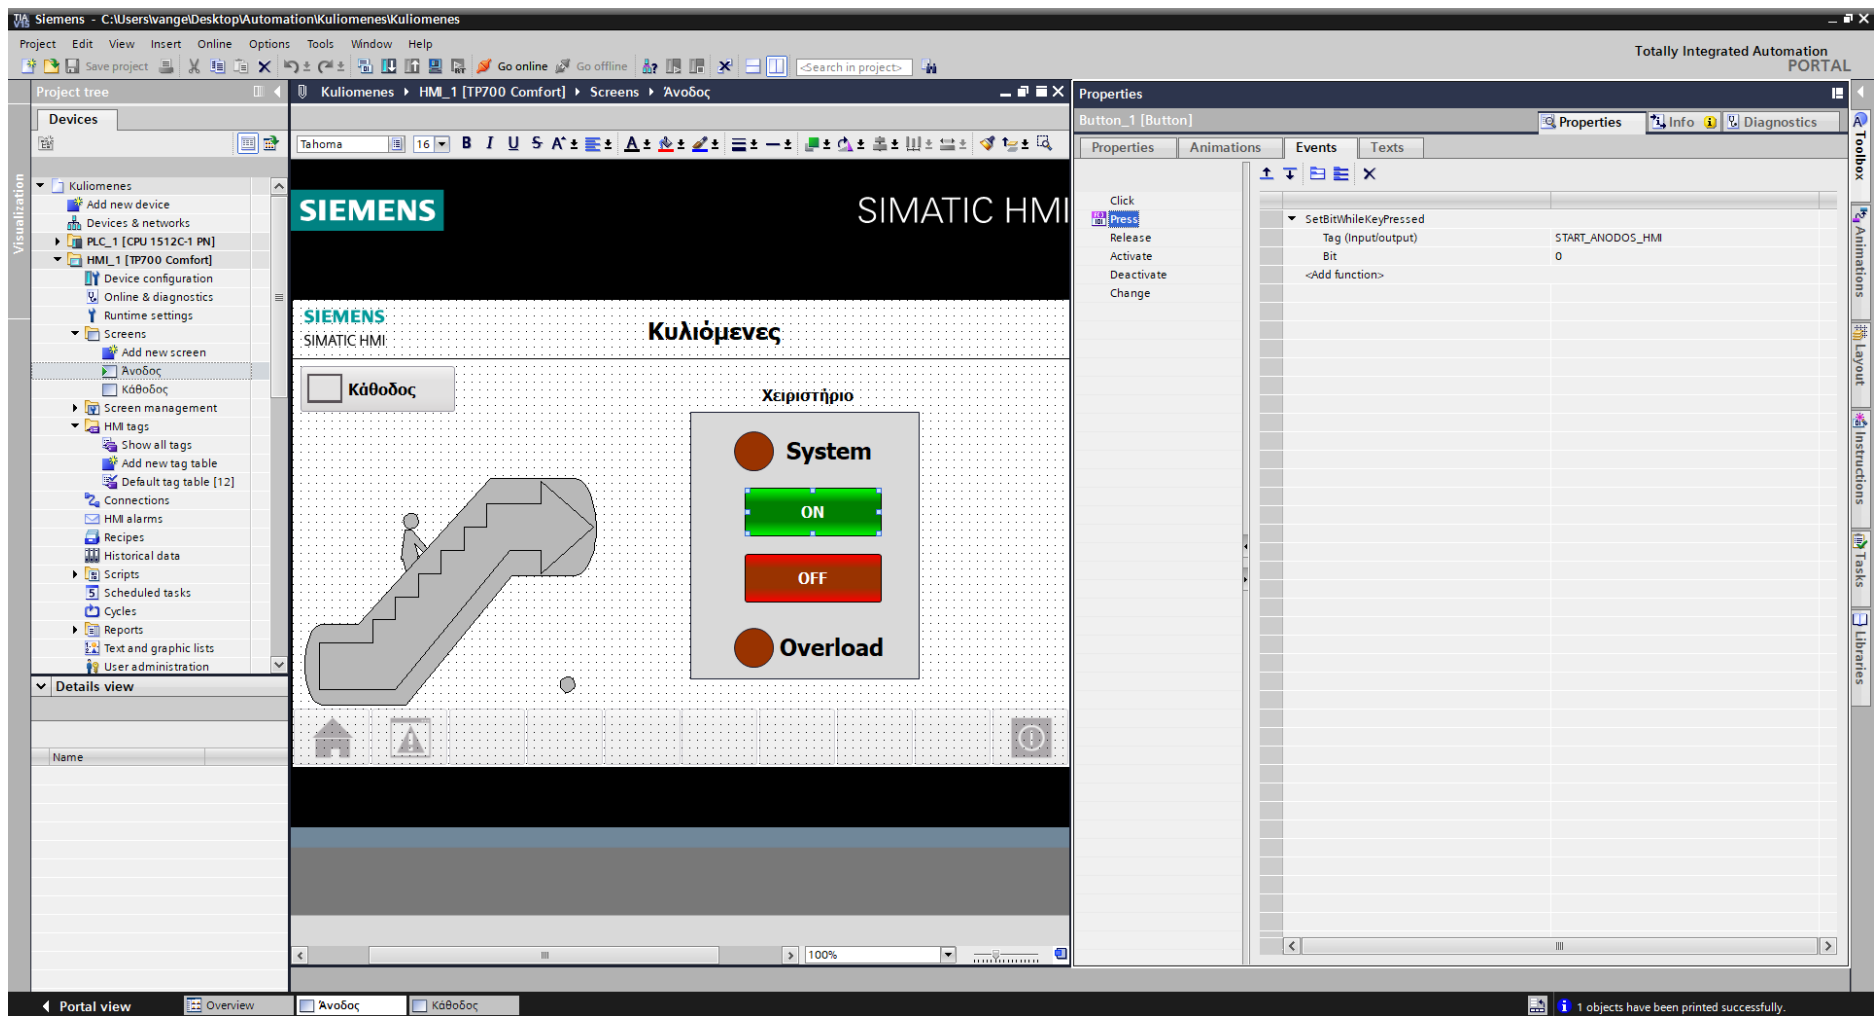 Siemens - C:\Users\vange\Desktop\Automation\Kuliomenes\Kuliomenes
Project Edit View Insert Online Options Tools Window Help
Totally Integrated Automation
PORTAL
Save project Go online Go offline <Search in project>
Project tree
Kuliomenes HMI_1 [TP700 Comfort] Screens Άνοδος
Properties
Devices
Button_1 [Button]
Properties Info Diagnostics
Tahoma 16 B I U S A A
Properties Animations Events Texts
Visualization
Kuliomenes
Add new device
Devices & networks
PLC_1 [CPU 1512C-1 PN]
HMI_1 [TP700 Comfort]
Device configuration
Online & diagnostics
Runtime settings
Screens
Add new screen
Άνοδος
Κάθοδος
Screen management
HMI tags
Show all tags
Add new tag table
Default tag table [12]
Connections
HMI alarms
Recipes
Historical data
Scripts
Scheduled tasks
Cycles
Reports
Text and graphic lists
User administration
Details view
Name
SIEMENS
SIMATIC HMI
SIEMENS
SIMATIC HMI
Κυλιόμενες
Κάθοδος
Χειριστήριο
System
ON
OFF
Overload
100%
Click
Press
Release
Activate
Deactivate
Change
SetBitWhileKeyPressed
Tag (Input/output) START_ANODOS_HMI
Bit 0
<Add function>
Toolbox
Animations
Layout
Instructions
Tasks
Libraries
Portal view Overview Άνοδος Κάθοδος
1 objects have been printed successfully.